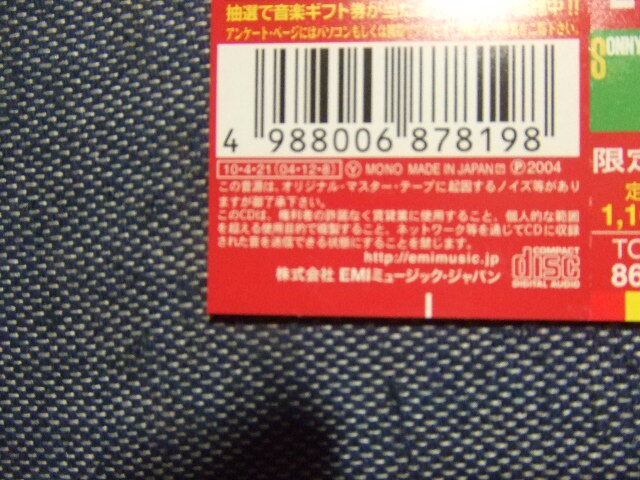 抽選で音楽ギフト券が当た 中!!
アンケート・ページにはパソコンもしくは携帯 下さい。
4 988006 878198
10・4・21 (04・12・8) Ⓨ MONO MADE IN JAPAN Ⓟ2004
この音源は、オリジナル・マスター・テープに起因するノイズ等があり
ますが御了承下さい。
このCDは、権利者の許諾なく賃貸業に使用すること、個人的な範囲
を超える使用目的で複製すること、ネットワーク等を通じてCDに収録
された音を送信できる状態にすることを禁じます。
http://emimusic.jp
株式会社 EMIミュージック・ジャパン
COMPACT
disc
DIGITAL AUDIO
SONNY
限定
定
1,1
TO
86